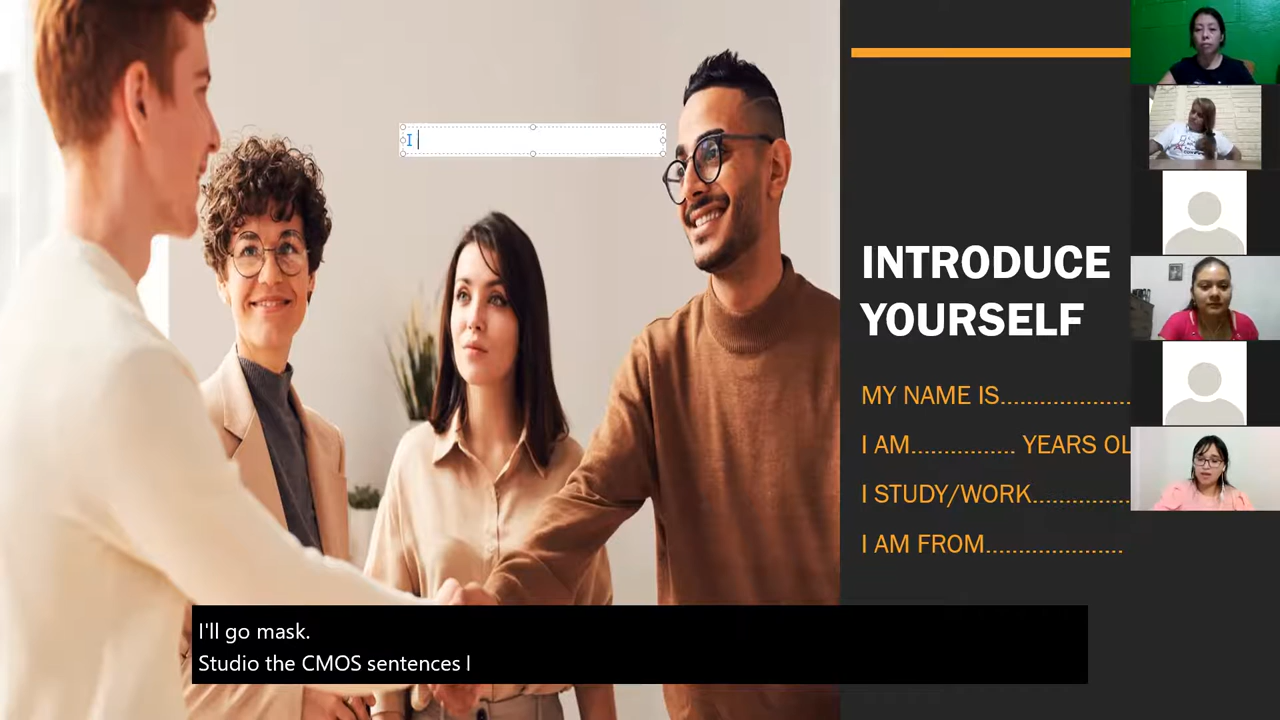 I
INTRODUCE
YOURSELF
MY NAME IS....................
I AM................ YEARS OL
I STUDY/WORK...............
I AM FROM.....................
I'll go mask.
Studio the CMOS sentences I